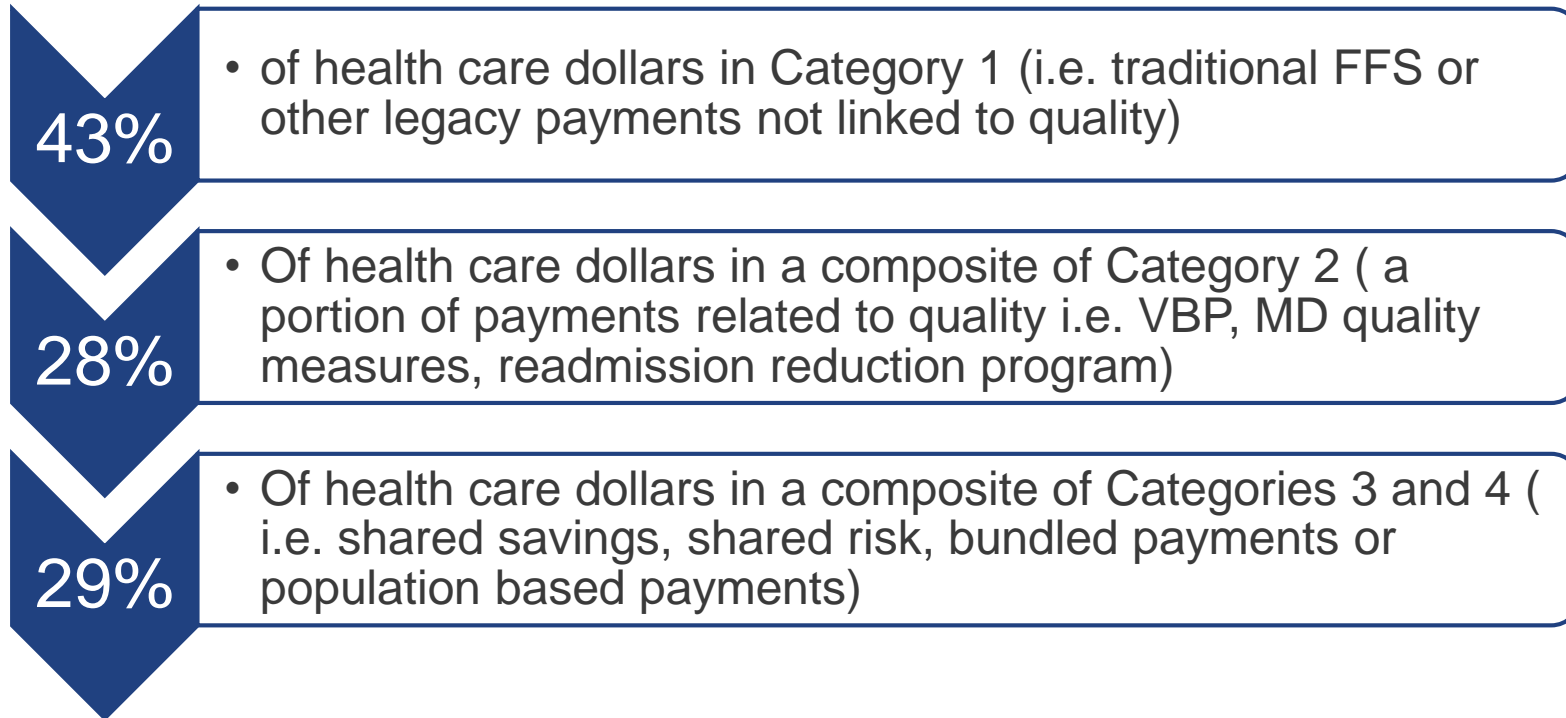 43%
• of health care dollars in Category 1 (i.e. traditional FFS or
other legacy payments not linked to quality)
28%
• Of health care dollars in a composite of Category 2 ( a
portion of payments related to quality i.e. VBP, MD quality
measures, readmission reduction program)
29%
• Of health care dollars in a composite of Categories 3 and 4 (
i.e. shared savings, shared risk, bundled payments or
population based payments)